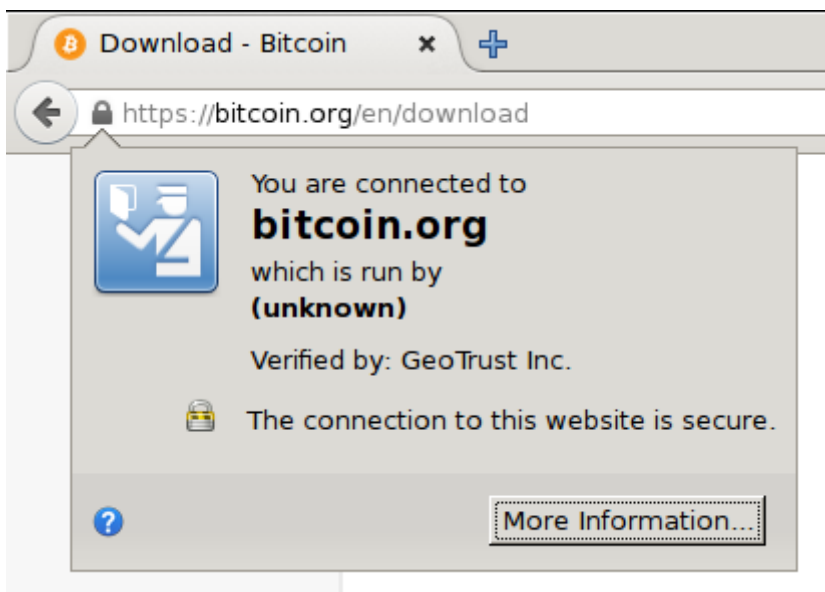 Download - Bitcoin
https://bitcoin.org/en/download
You are connected to
bitcoin.org
which is run by
(unknown)
Verified by: GeoTrust Inc.
The connection to this website is secure.
More Information...